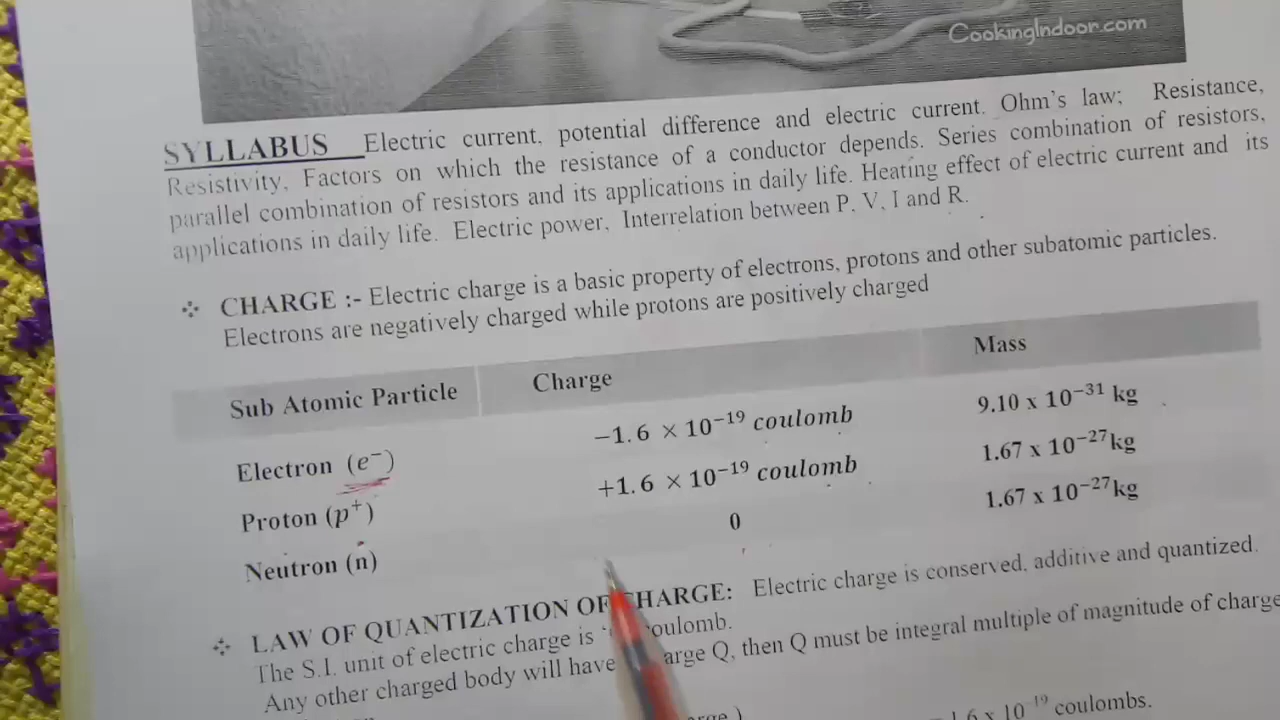 CookingIndoor.com
SYLLABUS Electric current, potential difference and electric current. Ohm's law; Resistance,
Resistivity, Factors on which the resistance of a conductor depends. Series combination of resistors,
parallel combination of resistors and its applications in daily life. Heating effect of electric current and its
applications in daily life. Electric power, Interrelation between P, V, I and R.
❖ CHARGE :- Electric charge is a basic property of electrons, protons and other subatomic particles.
Electrons are negatively charged while protons are positively charged
Sub Atomic Particle Charge Mass
Electron (e⁻) −1.6 × 10⁻¹⁹ coulomb 9.10 x 10⁻³¹ kg
Proton (p⁺) +1.6 × 10⁻¹⁹ coulomb 1.67 x 10⁻²⁷kg
Neutron (n) 0 1.67 x 10⁻²⁷kg
❖ LAW OF QUANTIZATION OF CHARGE: Electric charge is conserved, additive and quantized.
The S.I. unit of electric charge is coulomb.
Any other charged body will have charge Q, then Q must be integral multiple of magnitude of charge
1.6 x 10⁻¹⁹ coulombs.